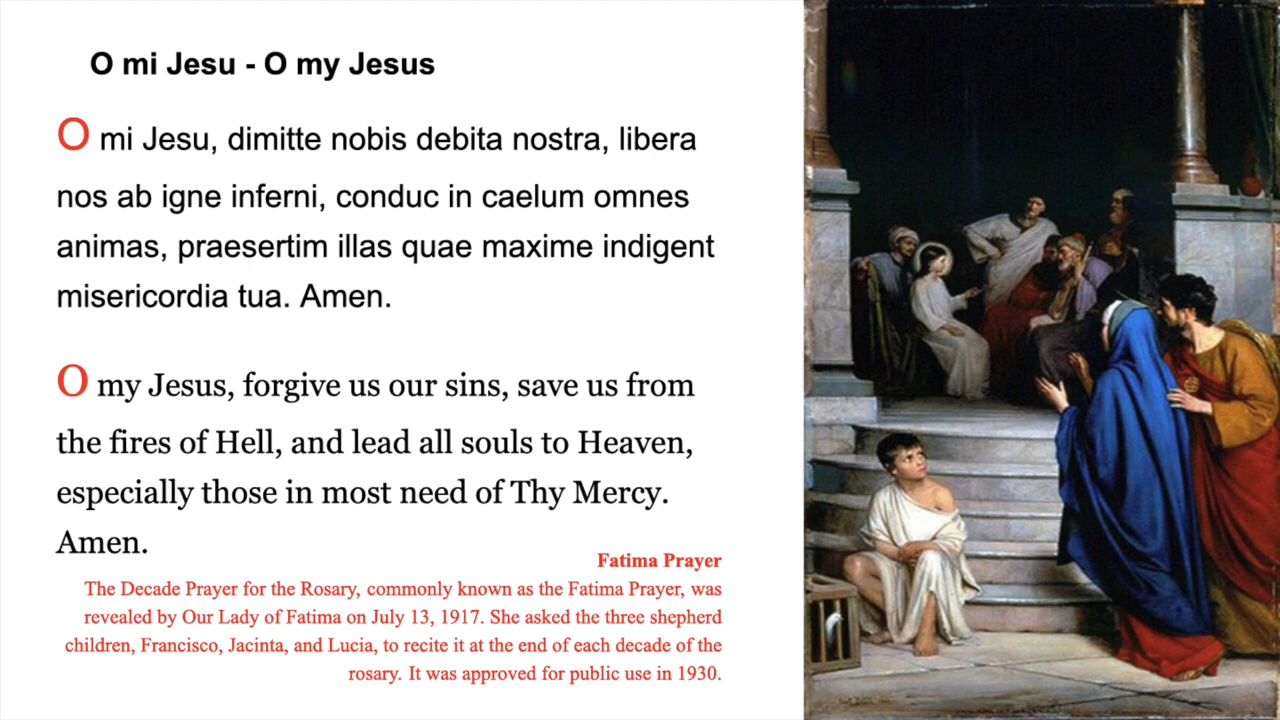 O mi Jesu - O my Jesus
O mi Jesu, dimitte nobis debita nostra, libera
nos ab igne inferni, conduc in caelum omnes
animas, praesertim illas quae maxime indigent
misericordia tua. Amen.
O my Jesus, forgive us our sins, save us from
the fires of Hell, and lead all souls to Heaven,
especially those in most need of Thy Mercy.
Amen.
Fatima Prayer
The Decade Prayer for the Rosary, commonly known as the Fatima Prayer, was
revealed by Our Lady of Fatima on July 13, 1917. She asked the three shepherd
children, Francisco, Jacinta, and Lucia, to recite it at the end of each decade of the
rosary. It was approved for public use in 1930.